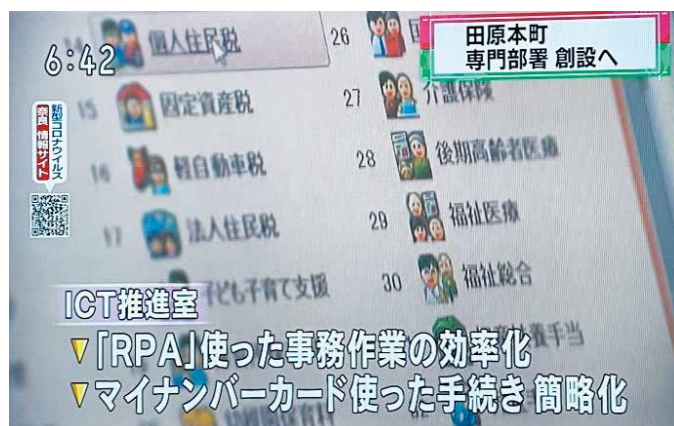 6:42
田原本町
専門部署 創設へ
新型コロナウイルス
奈良 情報サイト
14
個人住民税
26
15
固定資産税
27
介護保険
16
軽自動車税
28
後期高齢者医療
17
法人住民税
29
福祉医療
子ども子育て支援
30
福祉総合
ICT推進室
▼「RPA」使った事務作業の効率化
養手当
▼マイナンバーカード使った手続き 簡略化